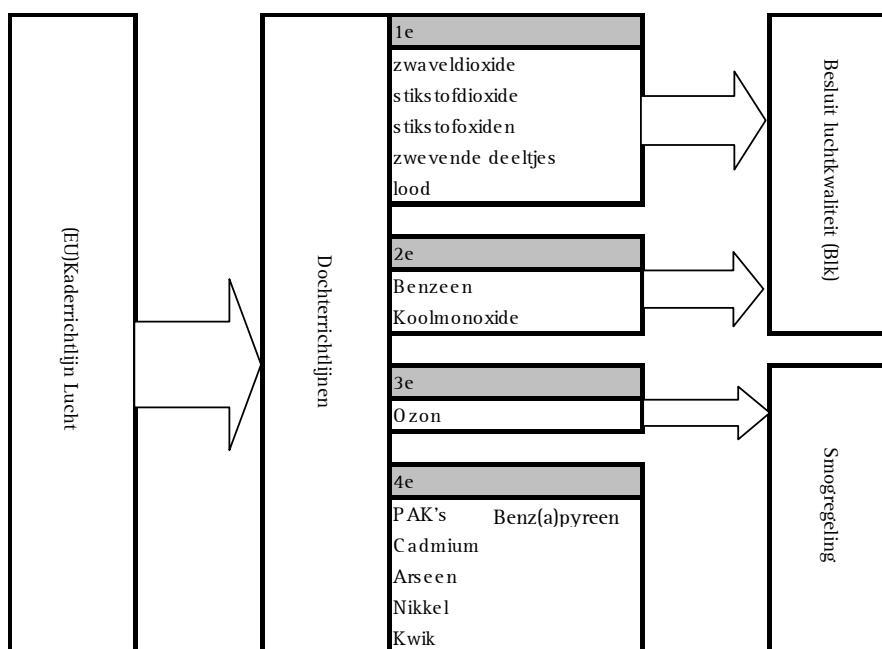 (EU)Kaderrichtlijn Lucht
Dochterrichtlijnen
1e
zwaveldioxide
stikstofdioxide
stikstofoxiden
zwevende deeltjes
lood
2e
Benzeen
Koolmonoxide
3e
Ozon
4e
PAK's Benz(a)pyreen
Cadmium
Arseen
Nikkel
Kwik
Besluit luchtkwaliteit (Blk)
Smogregeling